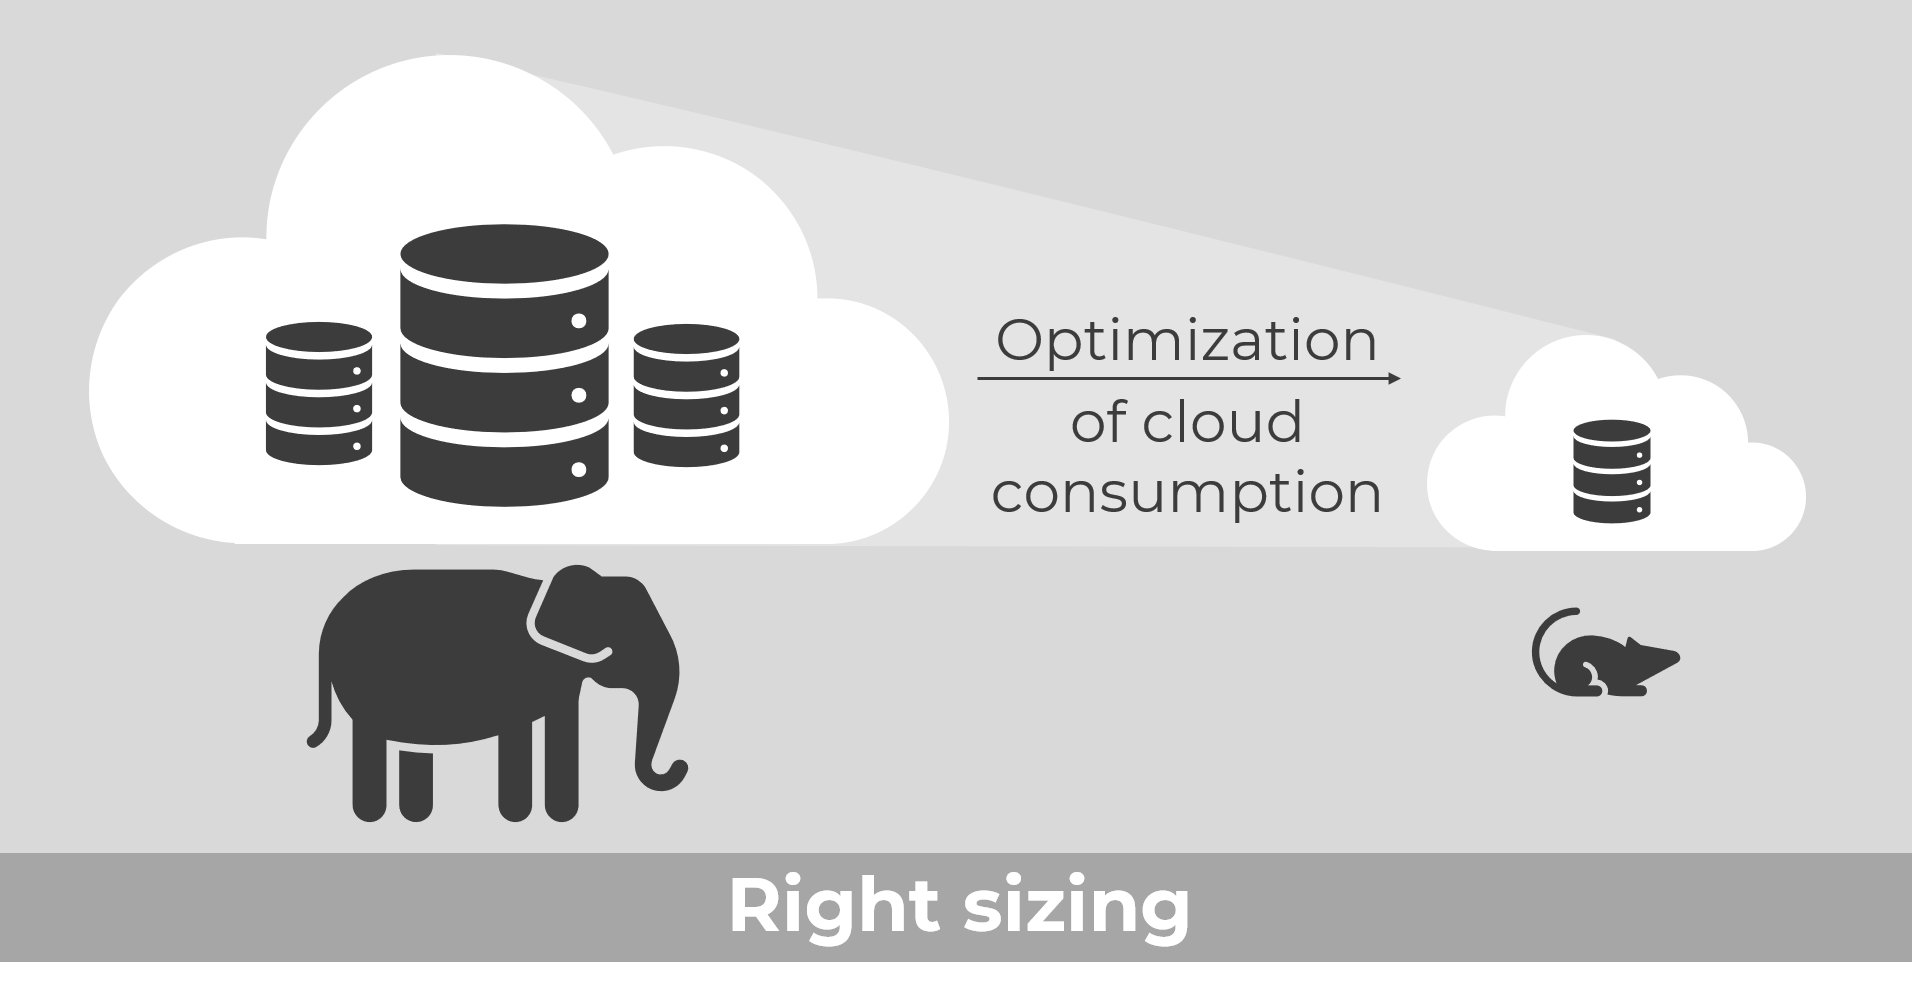 Optimization
of cloud
consumption
Right sizing